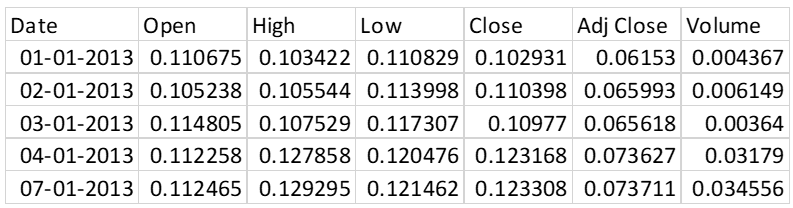 Date Open High Low Close Adj Close Volume
01-01-2013 0.110675 0.103422 0.110829 0.102931 0.06153 0.004367
02-01-2013 0.105238 0.105544 0.113998 0.110398 0.065993 0.006149
03-01-2013 0.114805 0.107529 0.117307 0.10977 0.065618 0.00364
04-01-2013 0.112258 0.127858 0.120476 0.123168 0.073627 0.03179
07-01-2013 0.112465 0.129295 0.121462 0.123308 0.073711 0.034556